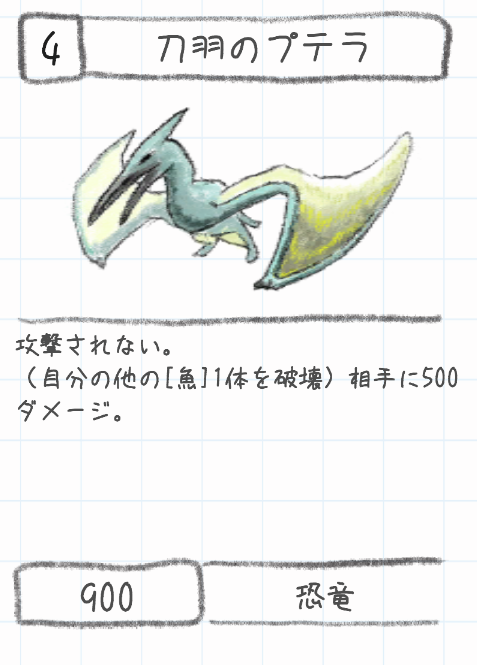 4
刀羽のプテラ
攻撃されない。
（自分の他の[魚]1体を破壊）相手に500
ダメージ。
900
恐竜